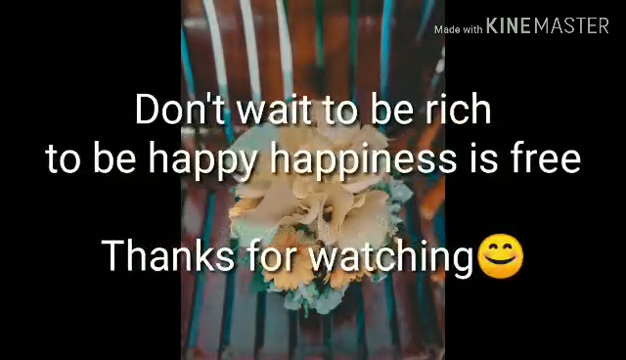 Made with KINEMASTER
Don't wait to be rich
to be happy happiness is free
Thanks for watching😊